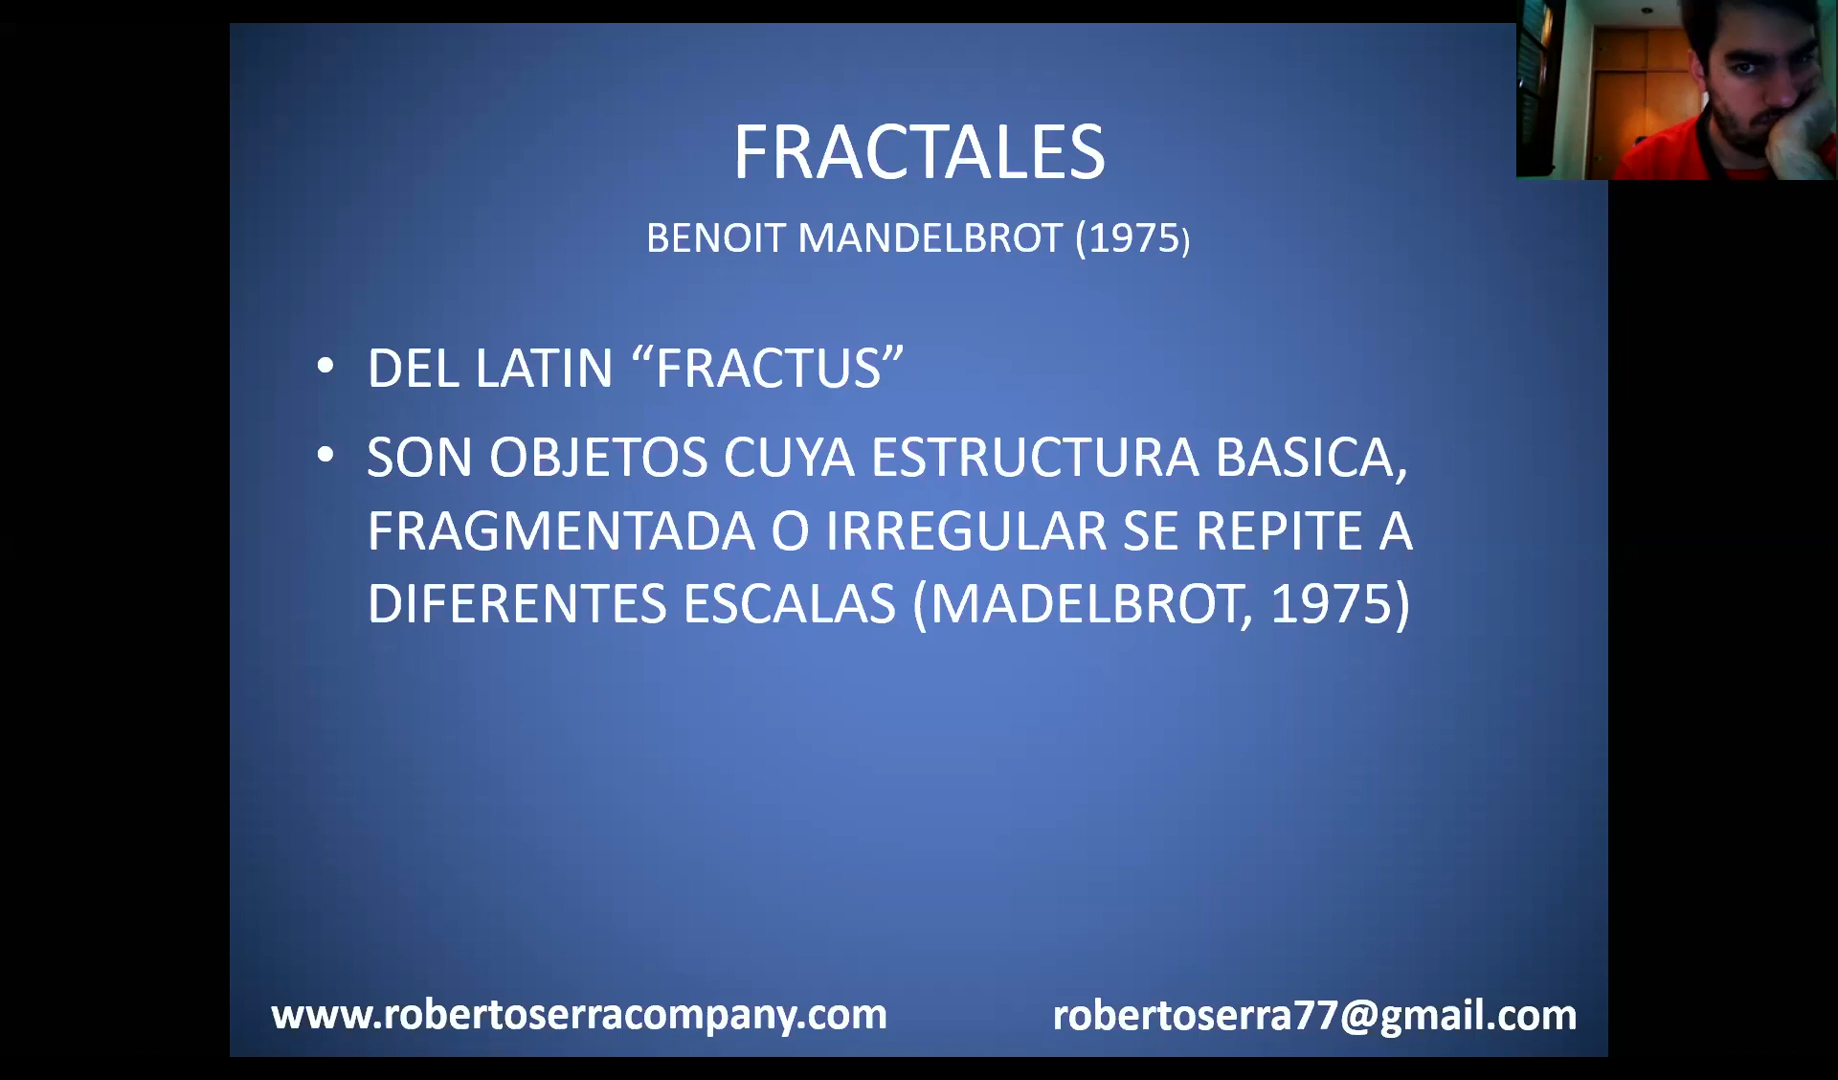 FRACTALES
BENOIT MANDELBROT (1975)
• DEL LATIN “FRACTUS”
• SON OBJETOS CUYA ESTRUCTURA BASICA,
FRAGMENTADA O IRREGULAR SE REPITE A
DIFERENTES ESCALAS (MADELBROT, 1975)
www.robertoserracompany.com
robertoserra77@gmail.com